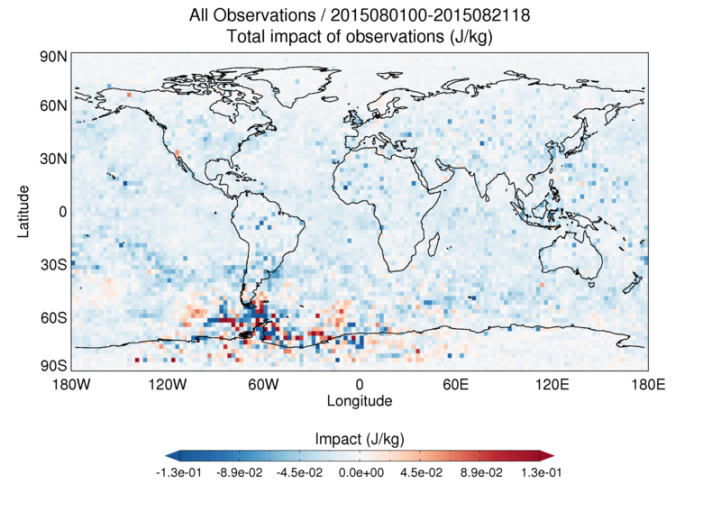 All Observations / 2015080100-2015082118
Total impact of observations (J/kg)
90N
60N
30N
0
30S
60S
90S
Latitude
180W 120W 60W 0 60E 120E 180E
Longitude
Impact (J/kg)
-1.3e-01 -8.9e-02 -4.5e-02 0.0e+00 4.5e-02 8.9e-02 1.3e-01